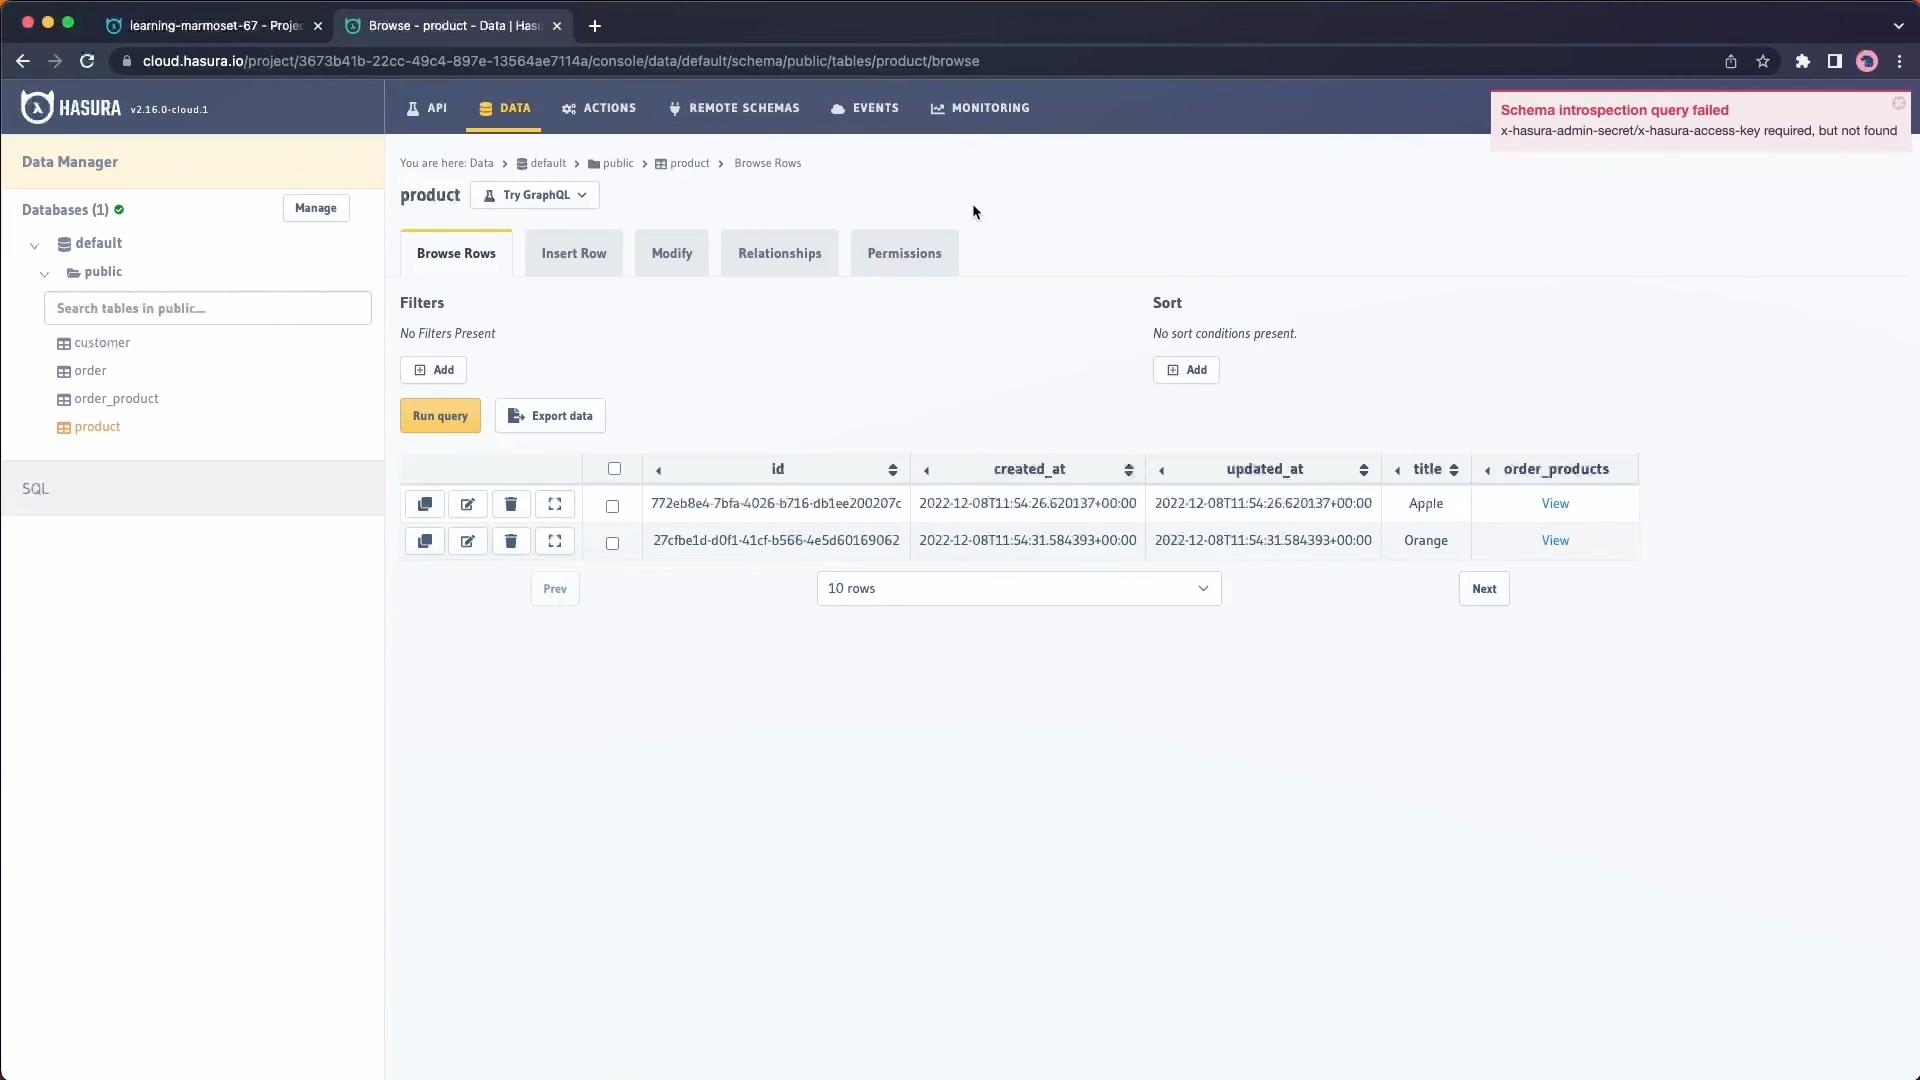 learning-marmoset-67 - Proje
Browse - product - Data | Hasu
cloud.hasura.io/project/3673b41b-22cc-49c4-897e-13564ae7114a/console/data/default/schema/public/tables/product/browse
HASURA v2.16.0-cloud.1
API DATA ACTIONS REMOTE SCHEMAS EVENTS MONITORING
Schema introspection query failed
x-hasura-admin-secret/x-hasura-access-key required, but not found
Data Manager
Databases (1)
Manage
default
public
Search tables in public...
customer
order
order_product
product
SQL
You are here: Data > default > public > product > Browse Rows
product
Try GraphQL
Browse Rows Insert Row Modify Relationships Permissions
Filters Sort
No Filters Present No sort conditions present.
Add Add
Run query Export data
id created_at updated_at title order_products
772eb8e4-7bfa-4026-b716-db1ee200207c 2022-12-08T11:54:26.620137+00:00 2022-12-08T11:54:26.620137+00:00 Apple View
27cfbe1d-d0f1-41cf-b566-4e5d60169062 2022-12-08T11:54:31.584393+00:00 2022-12-08T11:54:31.584393+00:00 Orange View
Prev 10 rows Next